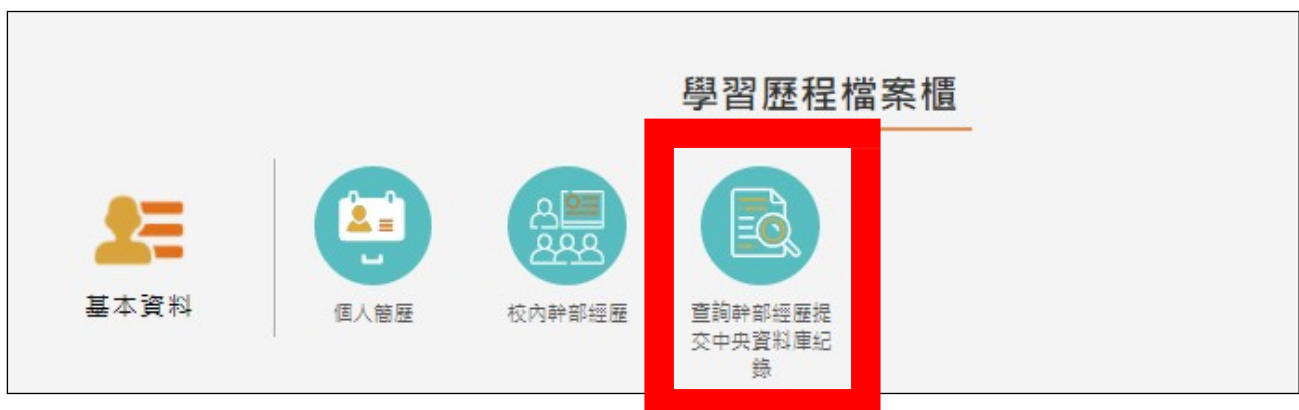 學習歷程檔案櫃
基本資料
個人簡歷
校內幹部經歷
查詢幹部經歷提
交中央資料庫紀
錄